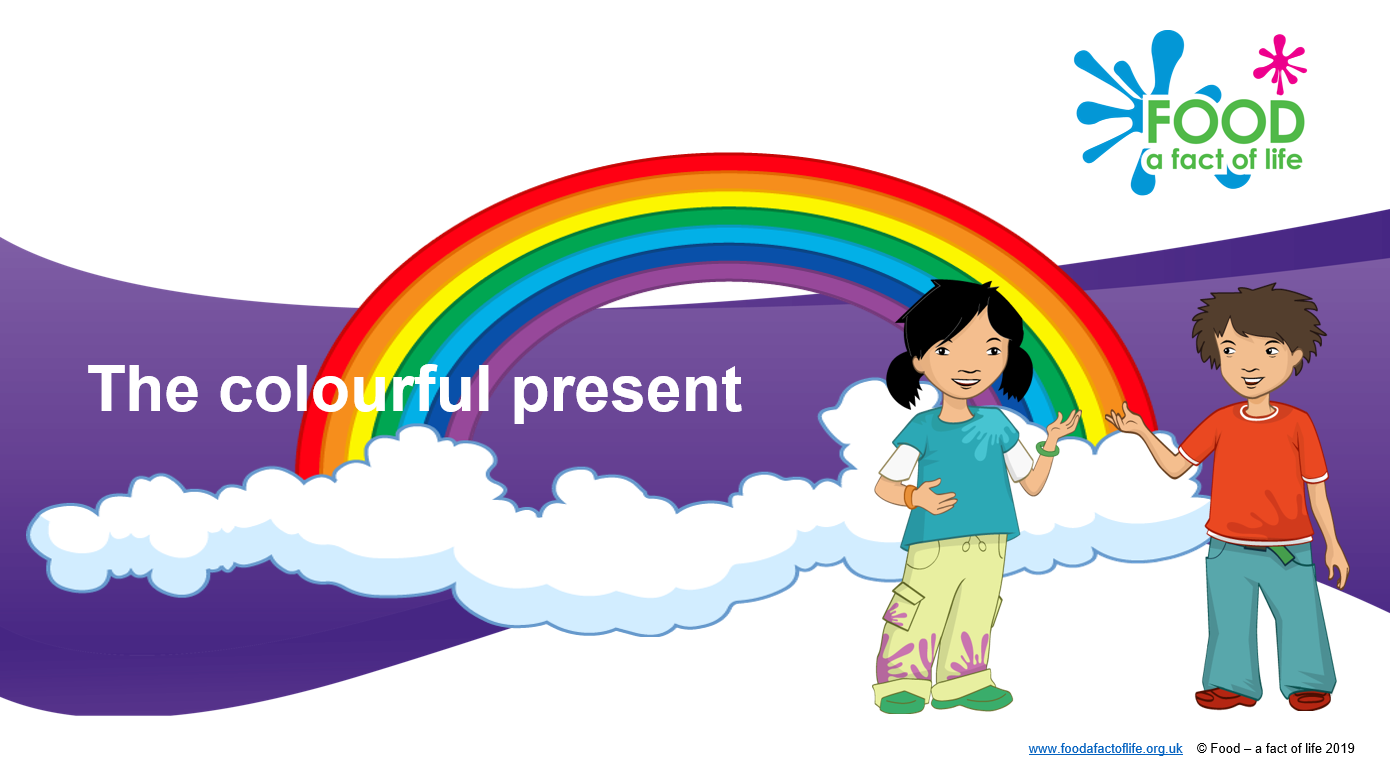 FOOD
a fact of life
The colourful present
www.foodafactoflife.org.uk © Food – a fact of life 2019